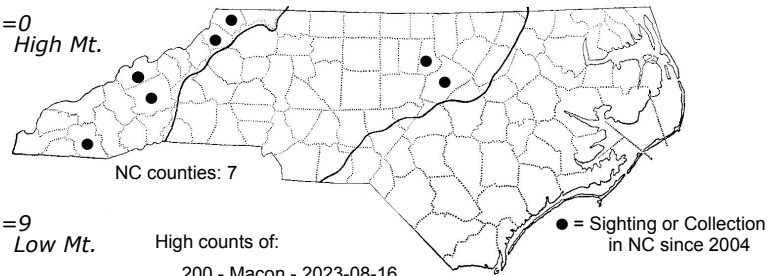 =0
High Mt.
NC counties: 7
=9
Low Mt.
High counts of:
200 - Macon - 2023-08-16
● = Sighting or Collection
in NC since 2004